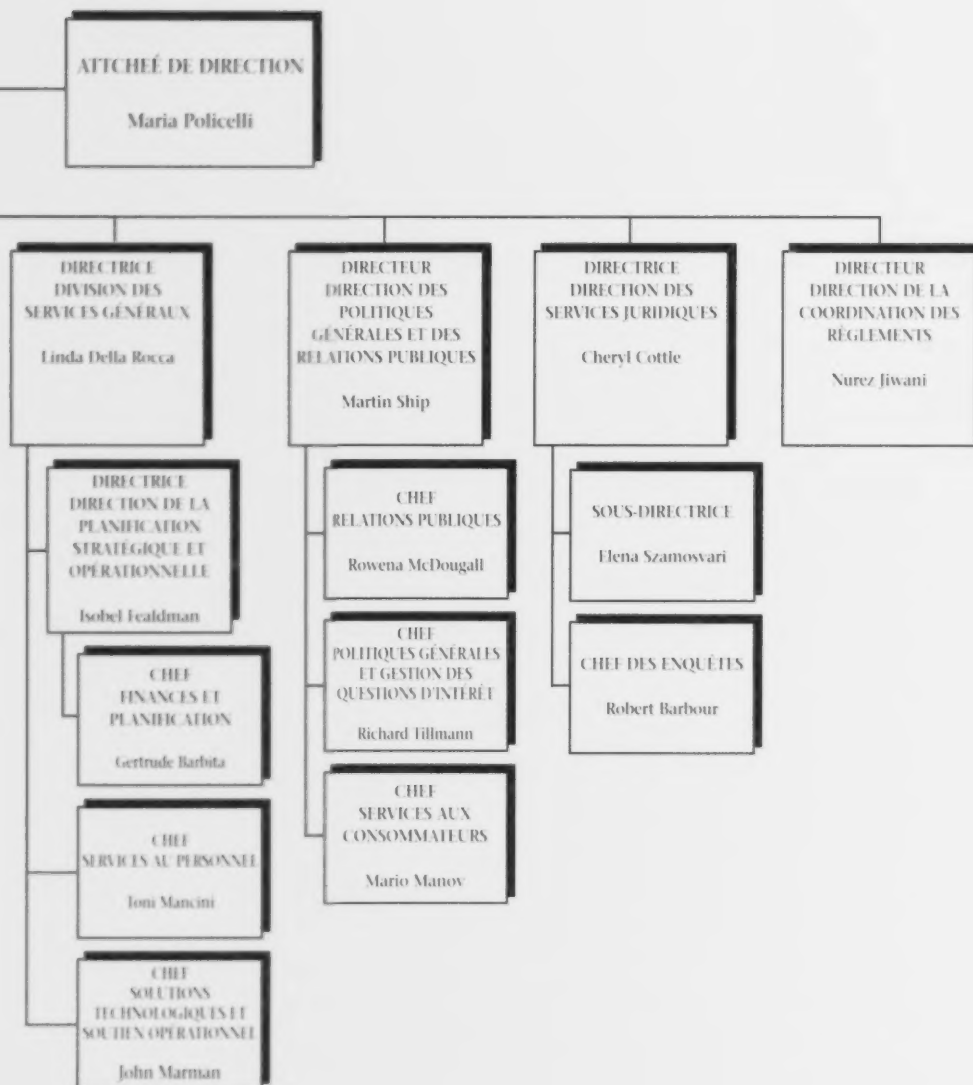 ATTCHEÉ DE DIRECTION
Maria Policelli
DIRECTRICE
DIVISION DES
SERVICES GÉNÉRAUX
Linda Della Rocca
DIRECTRICE
DIRECTION DE LA
PLANIFICATION
STRATÉGIQUE ET
OPÉRATIONNELLE
Isobel Fealdman
CHEF
FINANCES ET
PLANIFICATION
Gertrude Barbita
CHEF
SERVICES AU PERSONNEL
Toni Mancini
CHEF
SOLUTIONS
TECHNOLOGIQUES ET
SOUTIEN OPÉRATIONNEL
John Marman
DIRECTEUR
DIRECTION DES
POLITIQUES
GÉNÉRALES ET DES
RELATIONS PUBLIQUES
Martin Ship
CHEF
RELATIONS PUBLIQUES
Rowena McDougall
CHEF
POLITIQUES GÉNÉRALES
ET GESTION DES
QUESTIONS D'INTÉRÊT
Richard Tillmann
CHEF
SERVICES AUX
CONSOMMATEURS
Mario Manov
DIRECTRICE
DIRECTION DES
SERVICES JURIDIQUES
Cheryl Cottle
SOUS-DIRECTRICE
Elena Szamosvari
CHEF DES ENQUÊTES
Robert Barbour
DIRECTEUR
DIRECTION DE LA
COORDINATION DES
RÈGLEMENTS
Nurez Jiwani